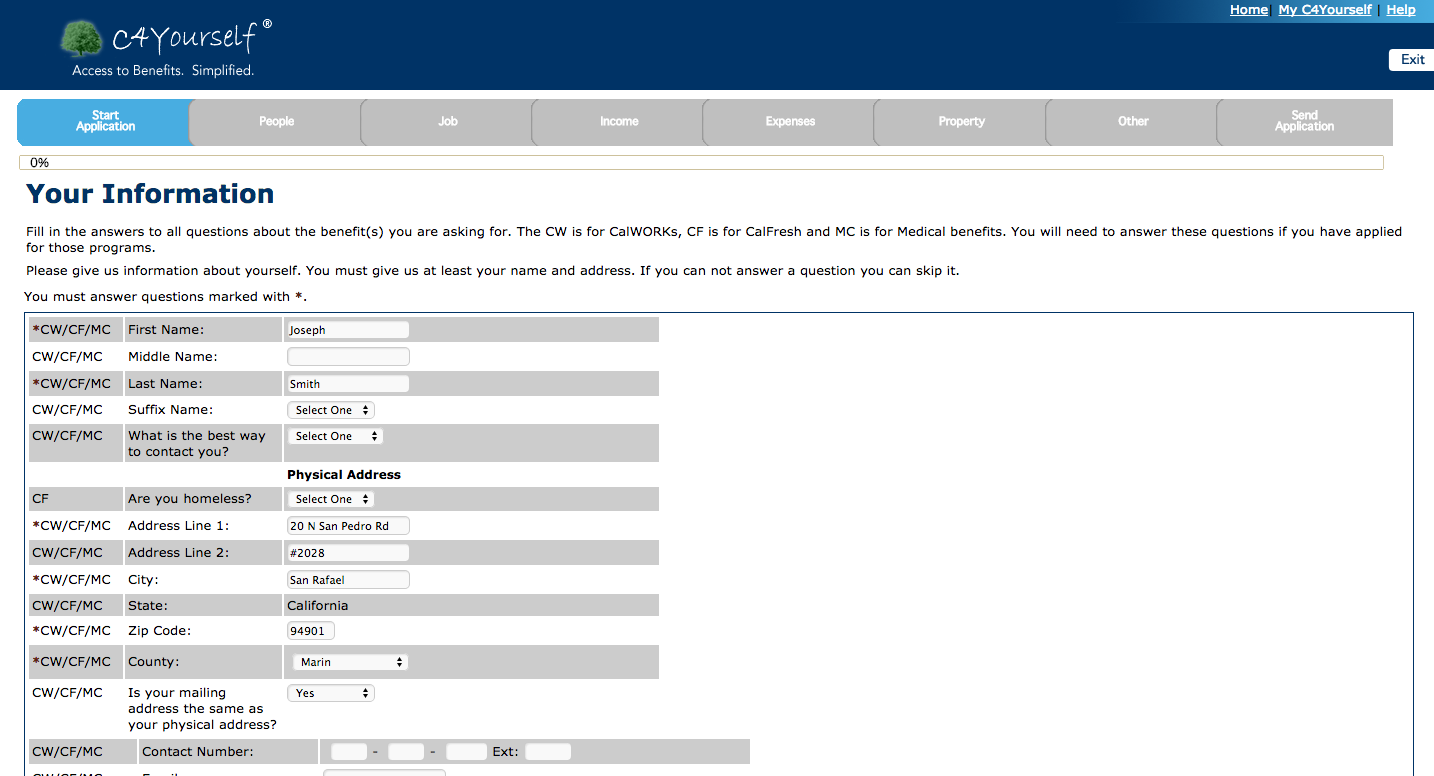 Home| My C4Yourself | Help
C4Yourself®
Access to Benefits. Simplified.
Exit
Start
Application
People
Job
Income
Expenses
Property
Other
Send
Application
0%
Your Information
Fill in the answers to all questions about the benefit(s) you are asking for. The CW is for CalWORKs, CF is for CalFresh and MC is for Medical benefits. You will need to answer these questions if you have applied
for those programs.
Please give us information about yourself. You must give us at least your name and address. If you can not answer a question you can skip it.
You must answer questions marked with *.
*CW/CF/MC First Name: Joseph
CW/CF/MC Middle Name:
*CW/CF/MC Last Name: Smith
CW/CF/MC Suffix Name: Select One
CW/CF/MC What is the best way Select One
to contact you?
Physical Address
CF Are you homeless? Select One
*CW/CF/MC Address Line 1: 20 N San Pedro Rd
CW/CF/MC Address Line 2: #2028
*CW/CF/MC City: San Rafael
CW/CF/MC State: California
*CW/CF/MC Zip Code: 94901
*CW/CF/MC County: Marin
CW/CF/MC Is your mailing Yes
address the same as
your physical address?
CW/CF/MC Contact Number: - - Ext: